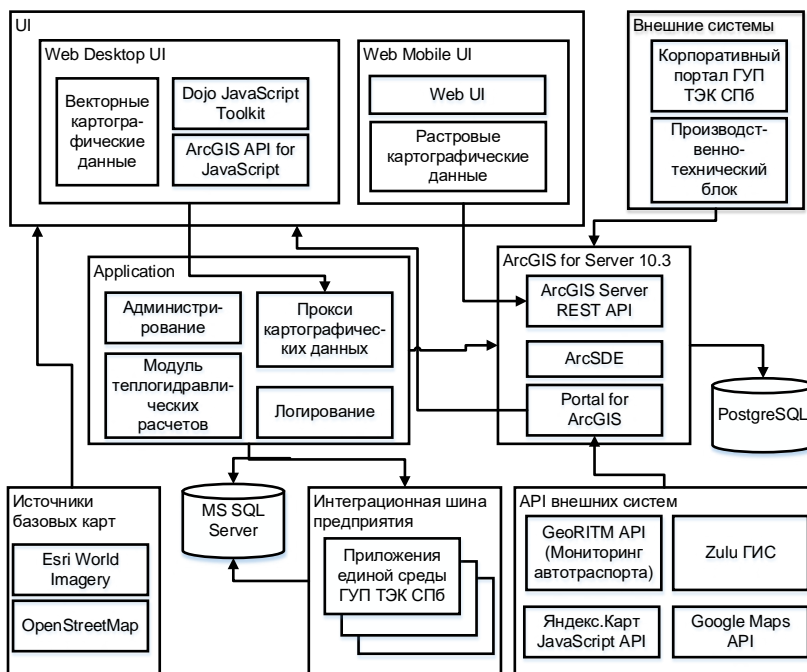 UI
Web Desktop UI
Векторные
картогра-
фические
данные
Dojo JavaScript
Toolkit
ArcGIS API for
JavaScript
Web Mobile UI
Web UI
Растровые
картографические
данные
Внешние системы
Корпоративный
портал ГУП
ТЭК СПб
Производст-
венно-
технический
блок
Application
Администри-
рование
Прокси
картографичес-
ких данных
Модуль
теплогидравли-
ческих
расчетов
Логирование
ArcGIS for Server 10.3
ArcGIS Server
REST API
ArcSDE
Portal for
ArcGIS
PostgreSQL
Источники
базовых карт
Esri World
Imagery
OpenStreetMap
MS SQL
Server
Интеграционная шина
предприятия
Приложения
единой среды
ГУП ТЭК СПб
API внешних систем
GeoRITM API
(Мониторинг
автотраспорта)
Zulu ГИС
Яндекс.Карт
JavaScript API
Google Maps
API